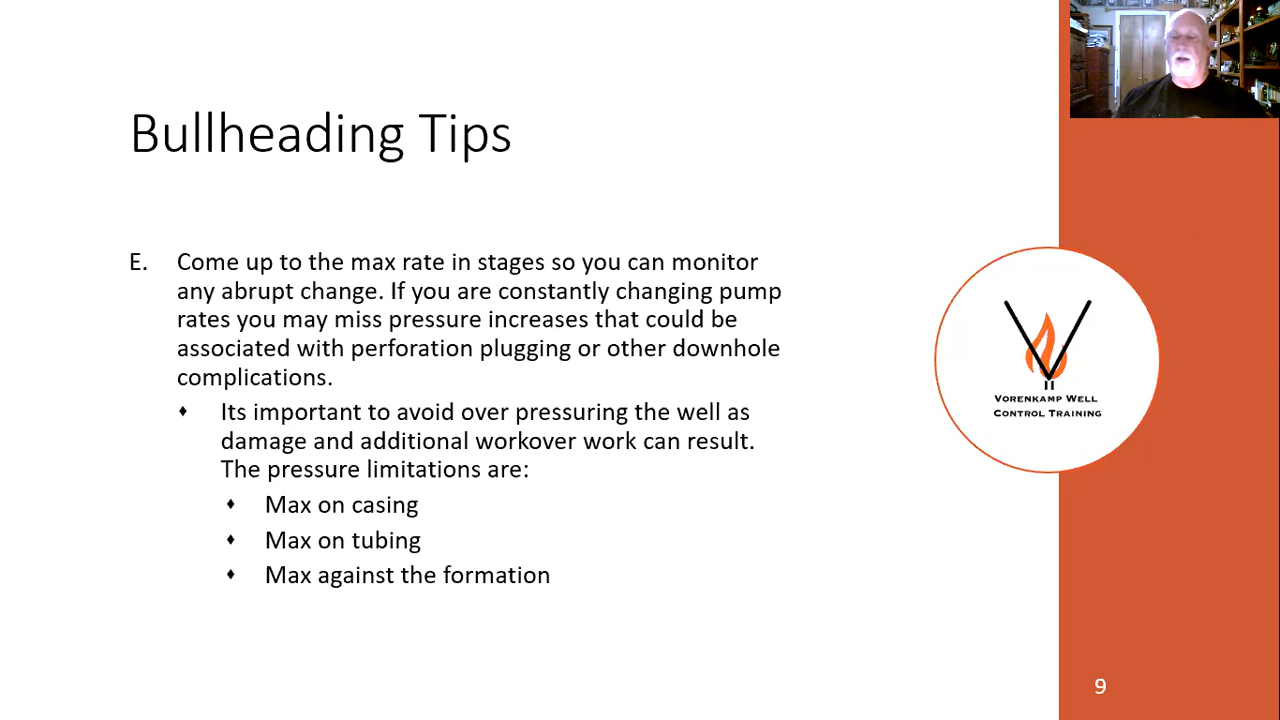 Bullheading Tips
E. Come up to the max rate in stages so you can monitor
any abrupt change. If you are constantly changing pump
rates you may miss pressure increases that could be
associated with perforation plugging or other downhole
complications.
Its important to avoid over pressuring the well as
damage and additional workover work can result.
The pressure limitations are:
Max on casing
Max on tubing
Max against the formation
Vorenkamp Well
Control Training
9